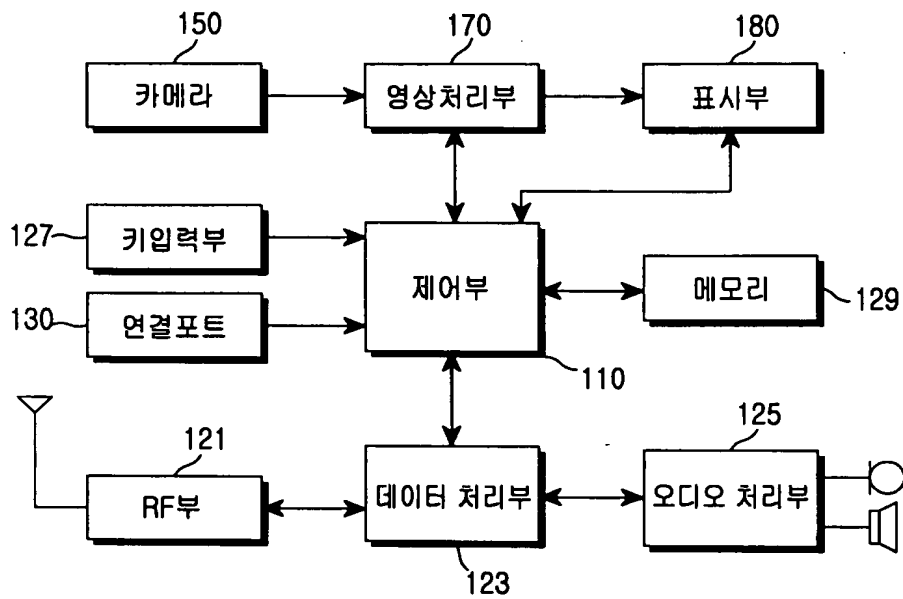 150
170
180
카메라
영상처리부
표시부
127
키입력부
제어부
메모리
129
130
연결포트
110
121
125
RF부
데이터 처리부
오디오 처리부
123